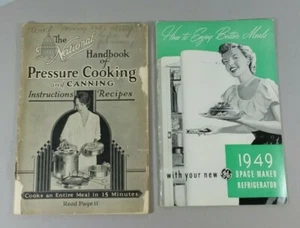 The
National
Handbook
of
Pressure Cooking
and CANNING
Instructions Recipes
Cooks an Entire Meal in 15 Minutes
Read Page 11
How to Enjoy Better Meals
with your new GE
1949
SPACE MAKER
REFRIGERATOR